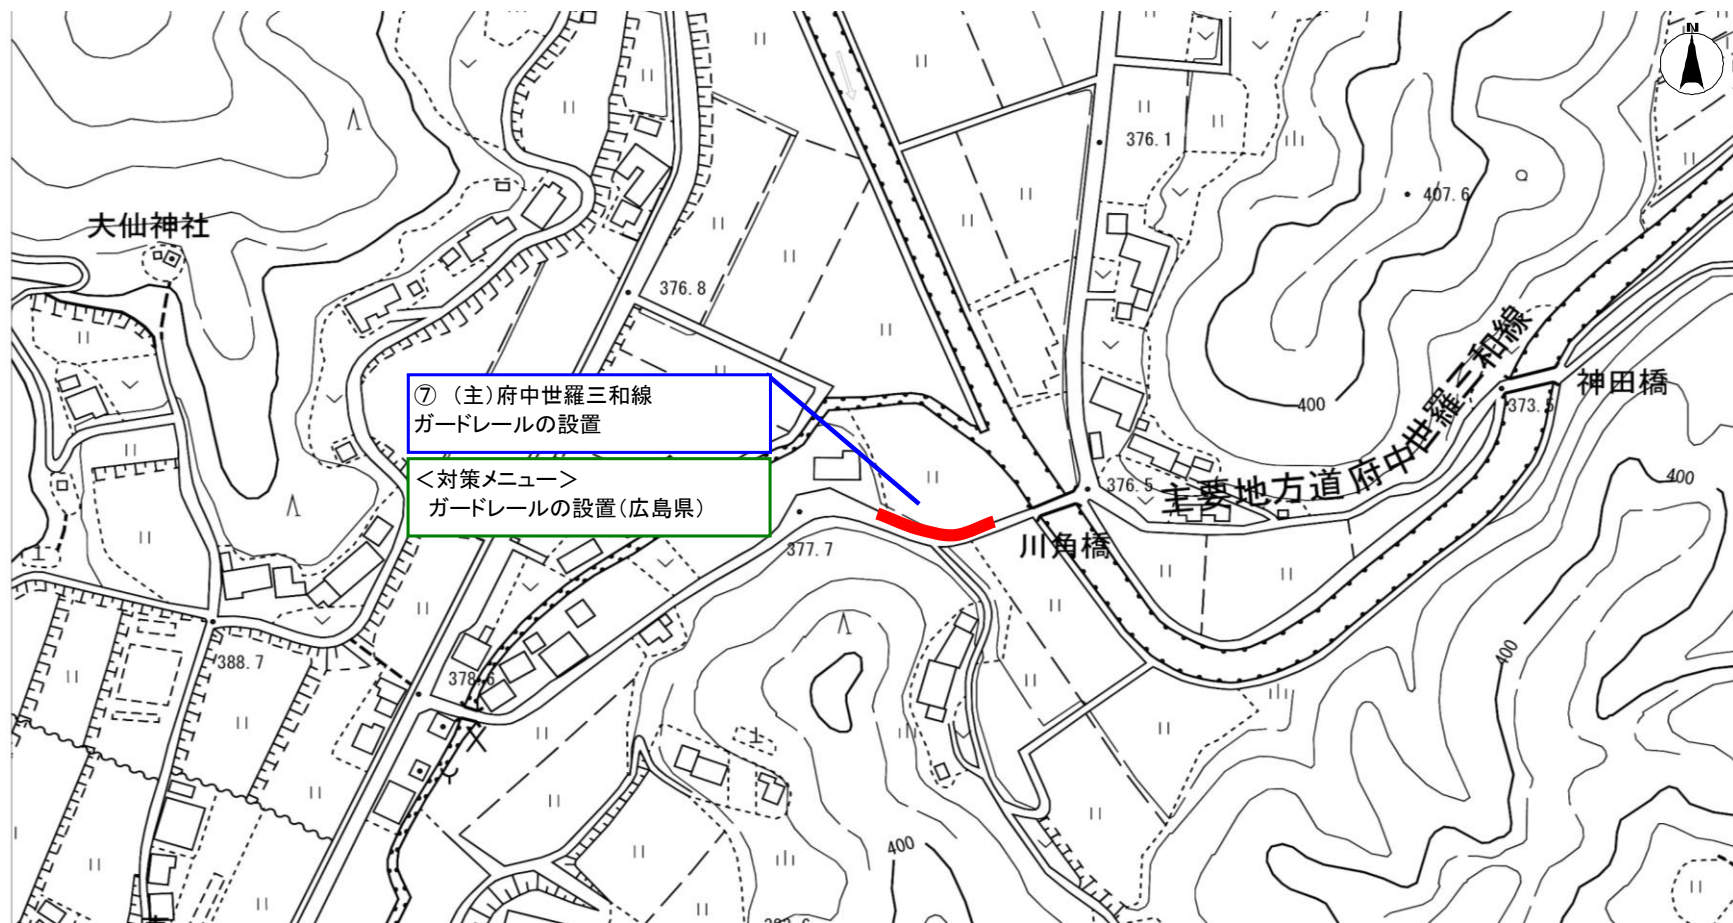 N
376.1
407.6
大仙神社
376.8
主要地方道府中世羅三和線
神田橋
400
373.5
⑦ (主)府中世羅三和線
ガードレールの設置
<対策メニュー>
ガードレールの設置(広島県)
376.5
400
川角橋
377.7
388.7
378.6
400
400